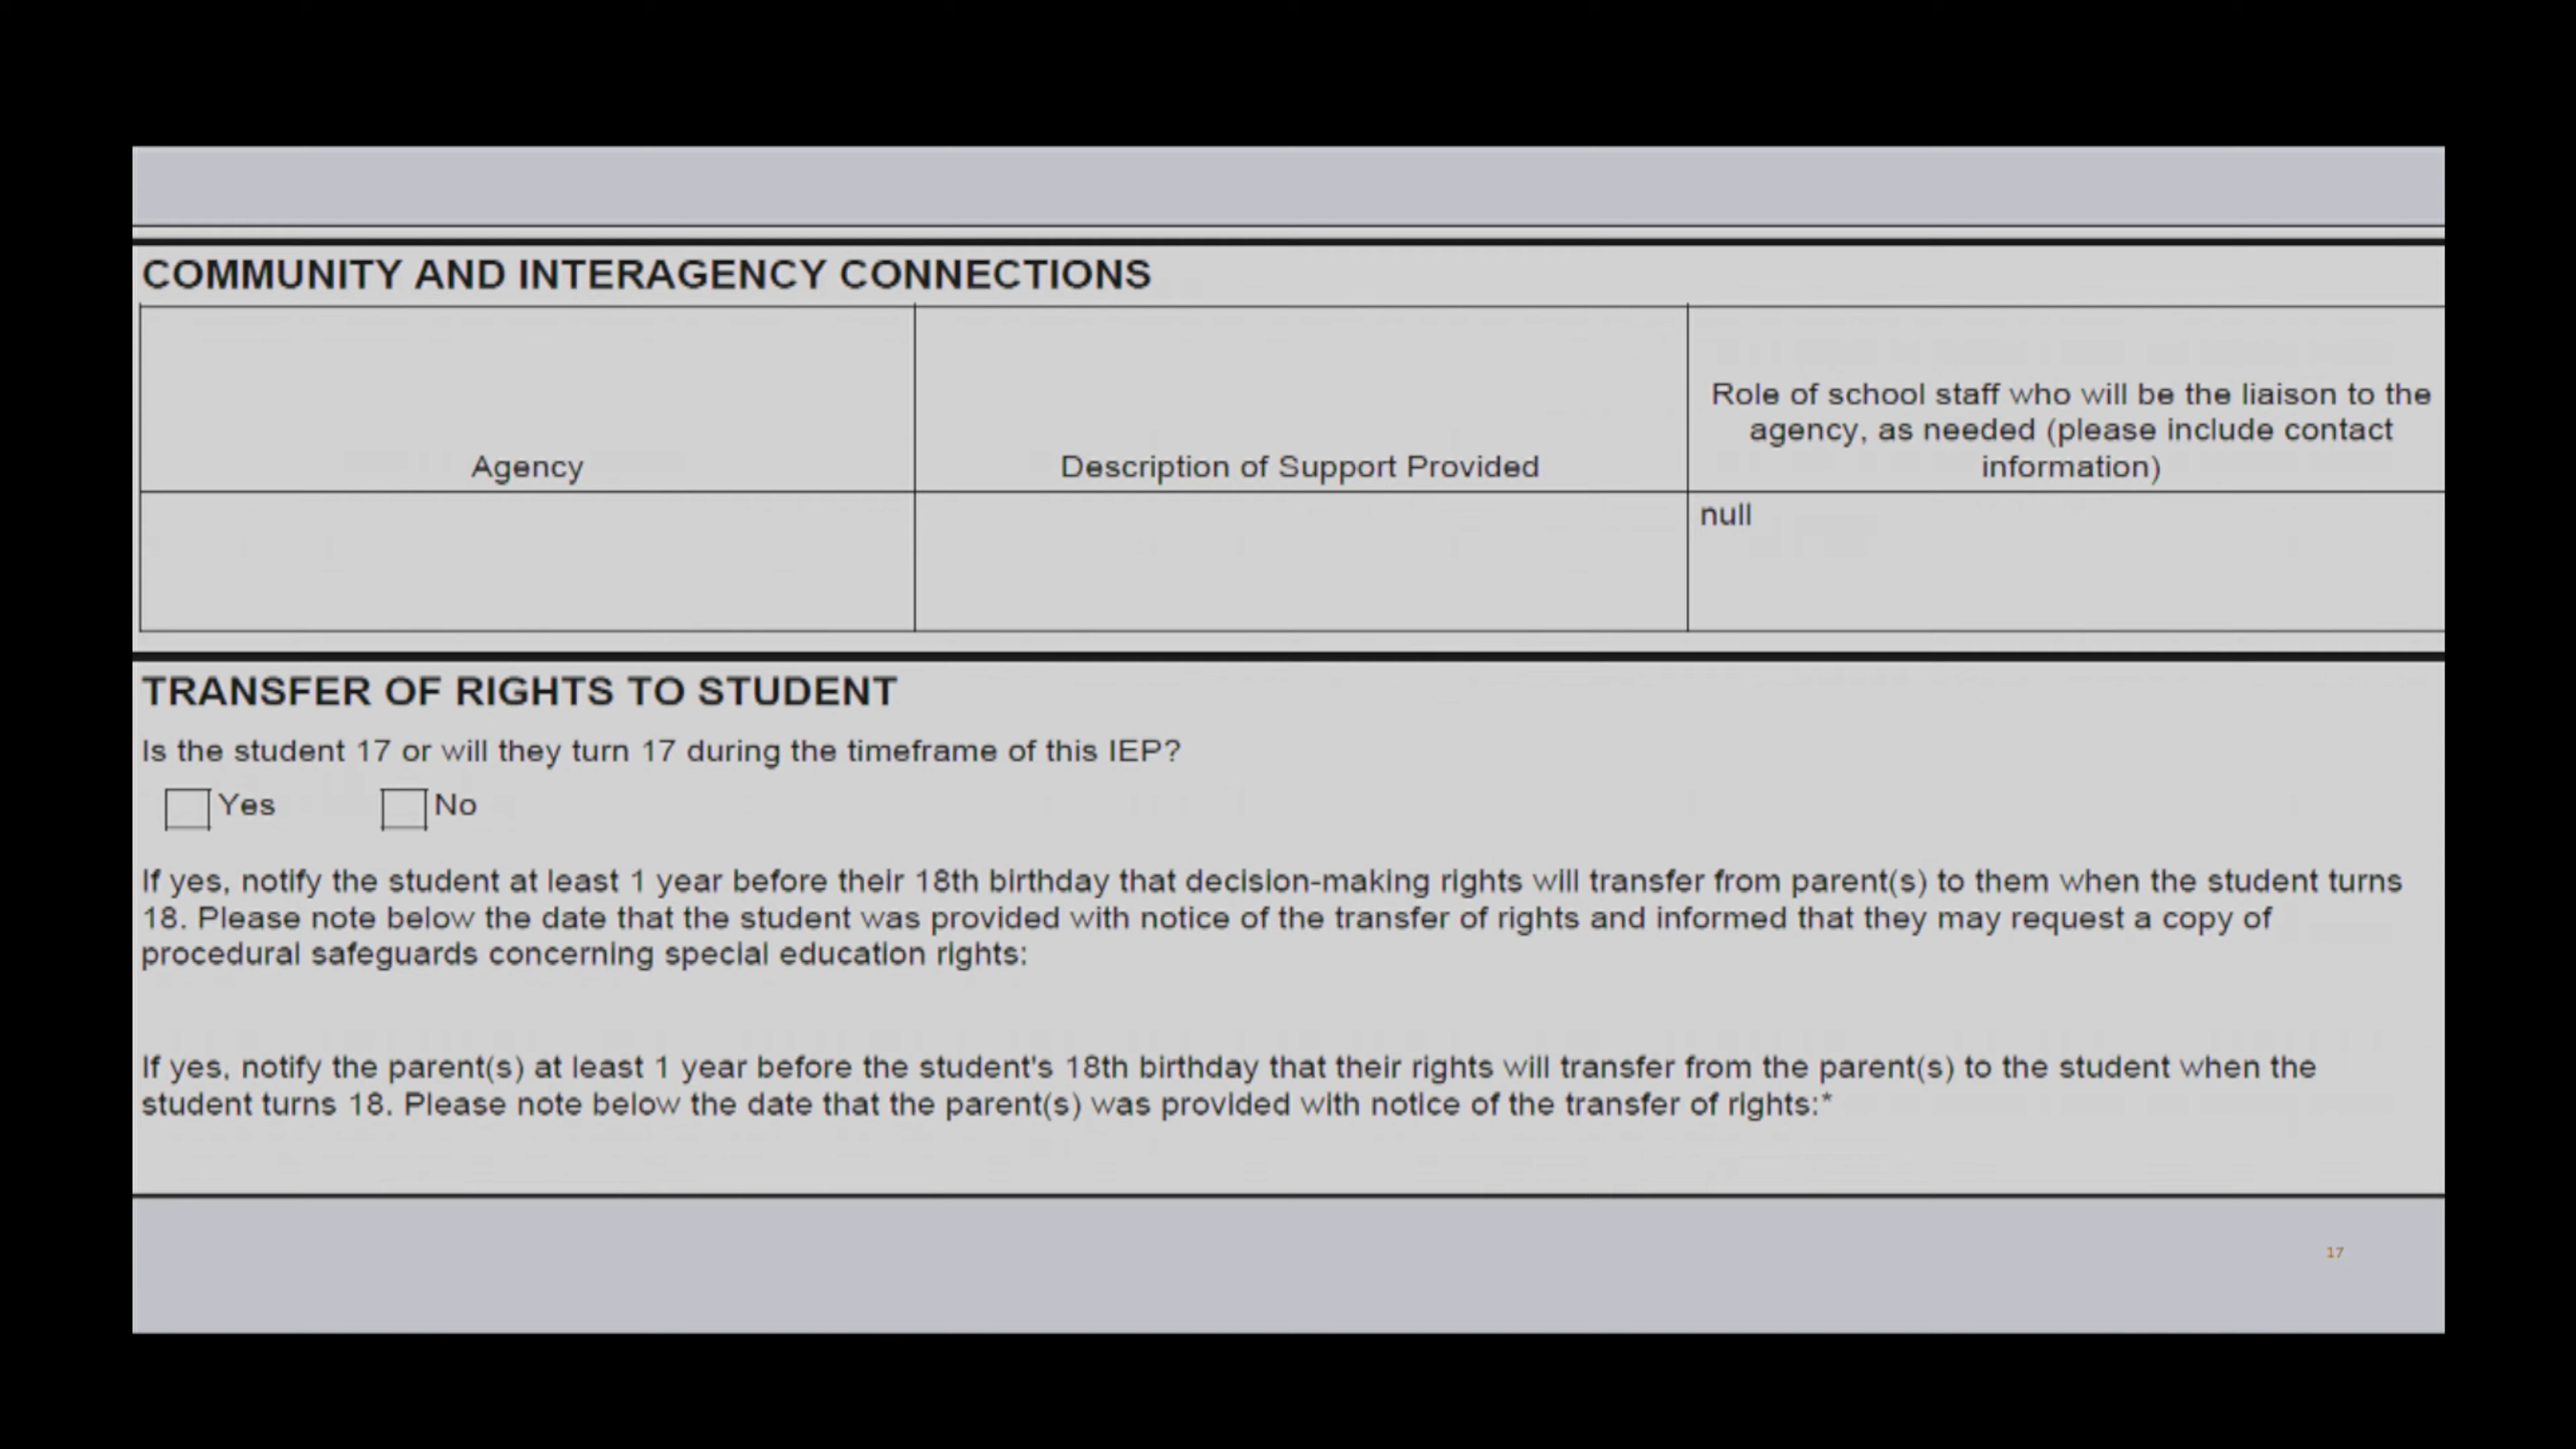 COMMUNITY AND INTERAGENCY CONNECTIONS
Agency
Description of Support Provided
Role of school staff who will be the liaison to the
agency, as needed (please include contact
information)
null
TRANSFER OF RIGHTS TO STUDENT
Is the student 17 or will they turn 17 during the timeframe of this IEP?
Yes No
If yes, notify the student at least 1 year before their 18th birthday that decision-making rights will transfer from parent(s) to them when the student turns
18. Please note below the date that the student was provided with notice of the transfer of rights and informed that they may request a copy of
procedural safeguards concerning special education rights:
If yes, notify the parent(s) at least 1 year before the student's 18th birthday that their rights will transfer from the parent(s) to the student when the
student turns 18. Please note below the date that the parent(s) was provided with notice of the transfer of rights:*
17